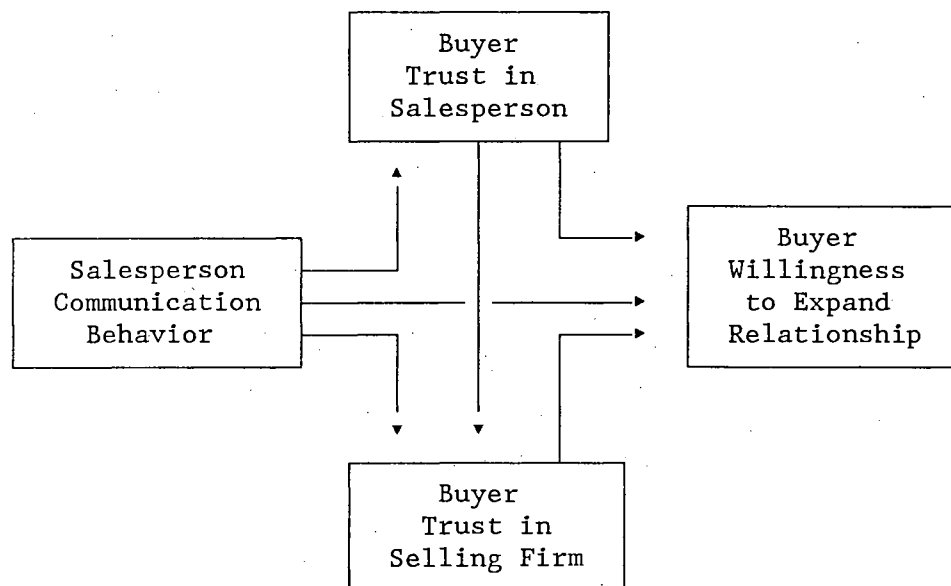 Buyer
Trust in
Salesperson
Salesperson
Communication
Behavior
Buyer
Willingness
to Expand
Relationship
Buyer
Trust in
Selling Firm